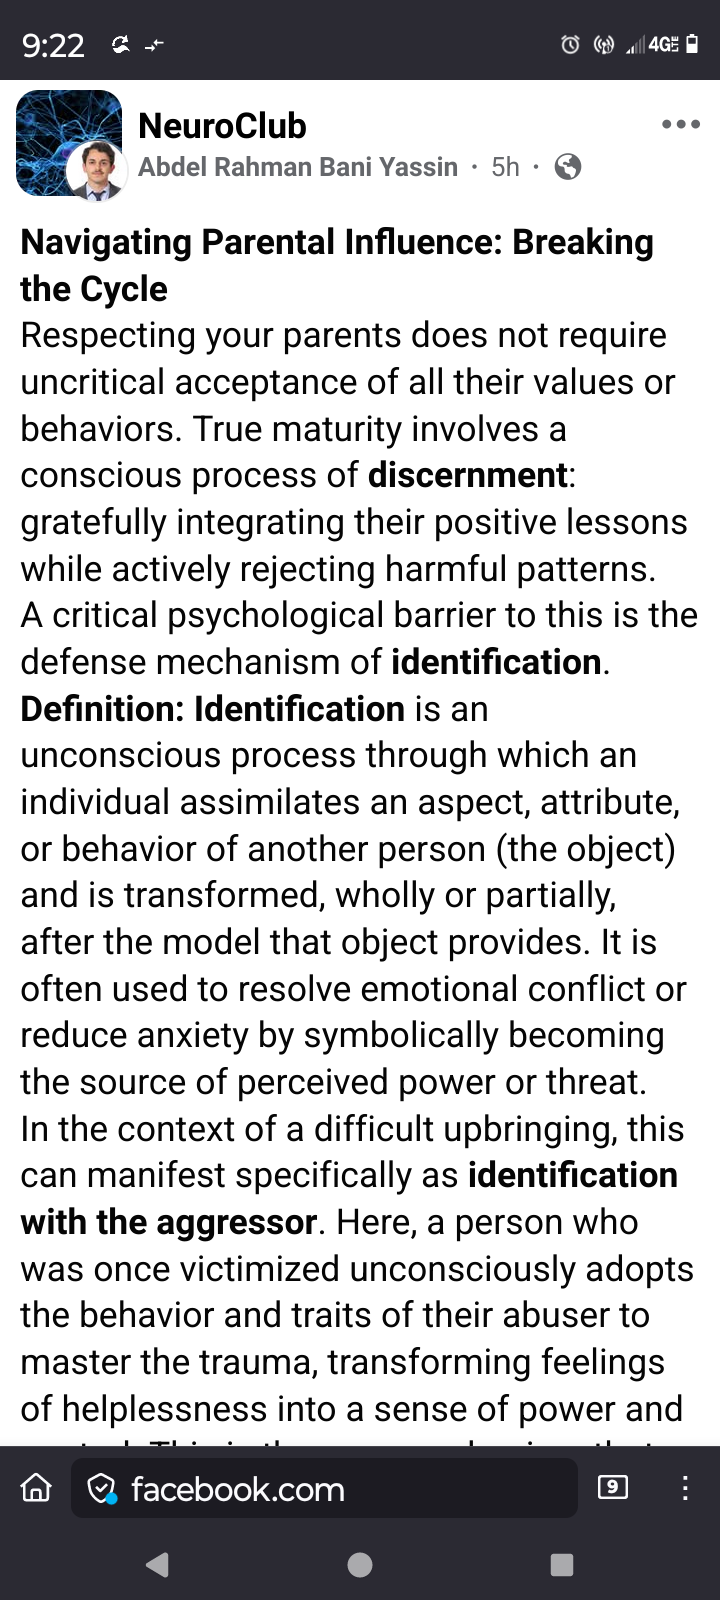 9:22
4G LTE
NeuroClub
Abdel Rahman Bani Yassin · 5h ·
Navigating Parental Influence: Breaking
the Cycle
Respecting your parents does not require
uncritical acceptance of all their values or
behaviors. True maturity involves a
conscious process of discernment:
gratefully integrating their positive lessons
while actively rejecting harmful patterns.
A critical psychological barrier to this is the
defense mechanism of identification.
Definition: Identification is an
unconscious process through which an
individual assimilates an aspect, attribute,
or behavior of another person (the object)
and is transformed, wholly or partially,
after the model that object provides. It is
often used to resolve emotional conflict or
reduce anxiety by symbolically becoming
the source of perceived power or threat.
In the context of a difficult upbringing, this
can manifest specifically as identification
with the aggressor. Here, a person who
was once victimized unconsciously adopts
the behavior and traits of their abuser to
master the trauma, transforming feelings
of helplessness into a sense of power and
facebook.com
9